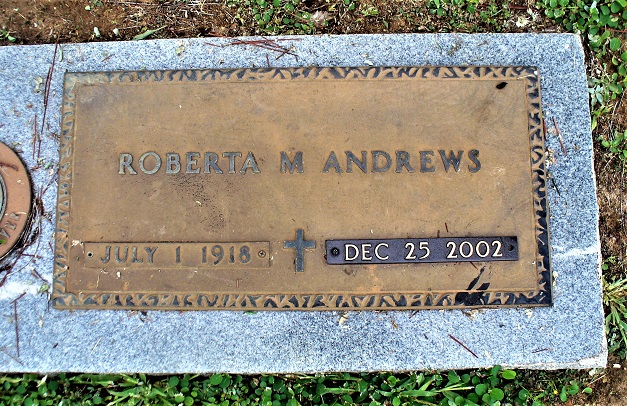 ROBERTA M ANDREWS
JULY 1 1918 DEC 25 2002